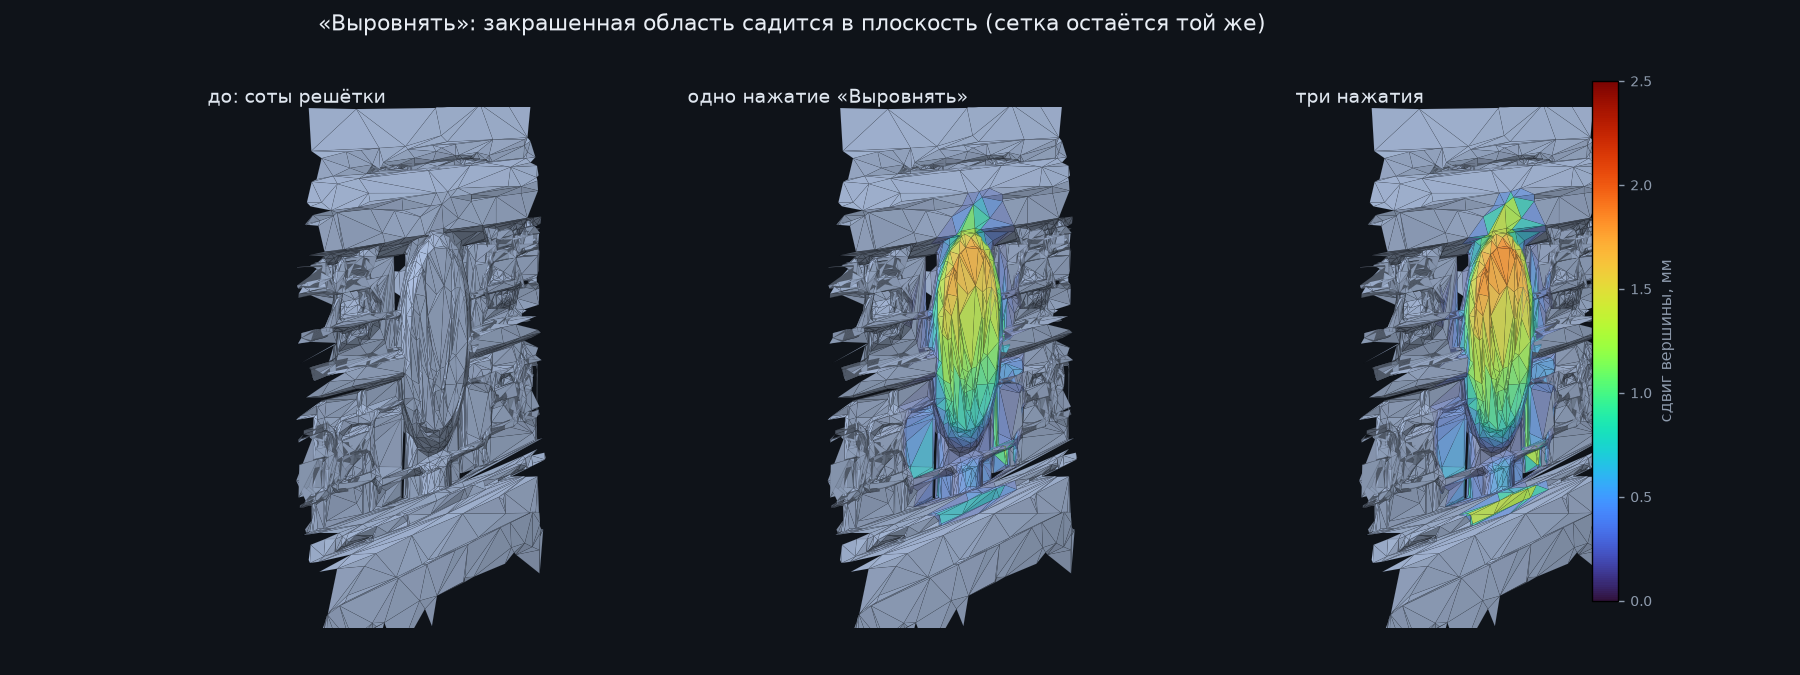 «Выровнять»: закрашенная область садится в плоскость (сетка остаётся той же)
до: соты решётки
одно нажатие «Выровнять»
три нажатия
2.5
2.0
1.5
1.0
0.5
0.0
сдвиг вершины, мм